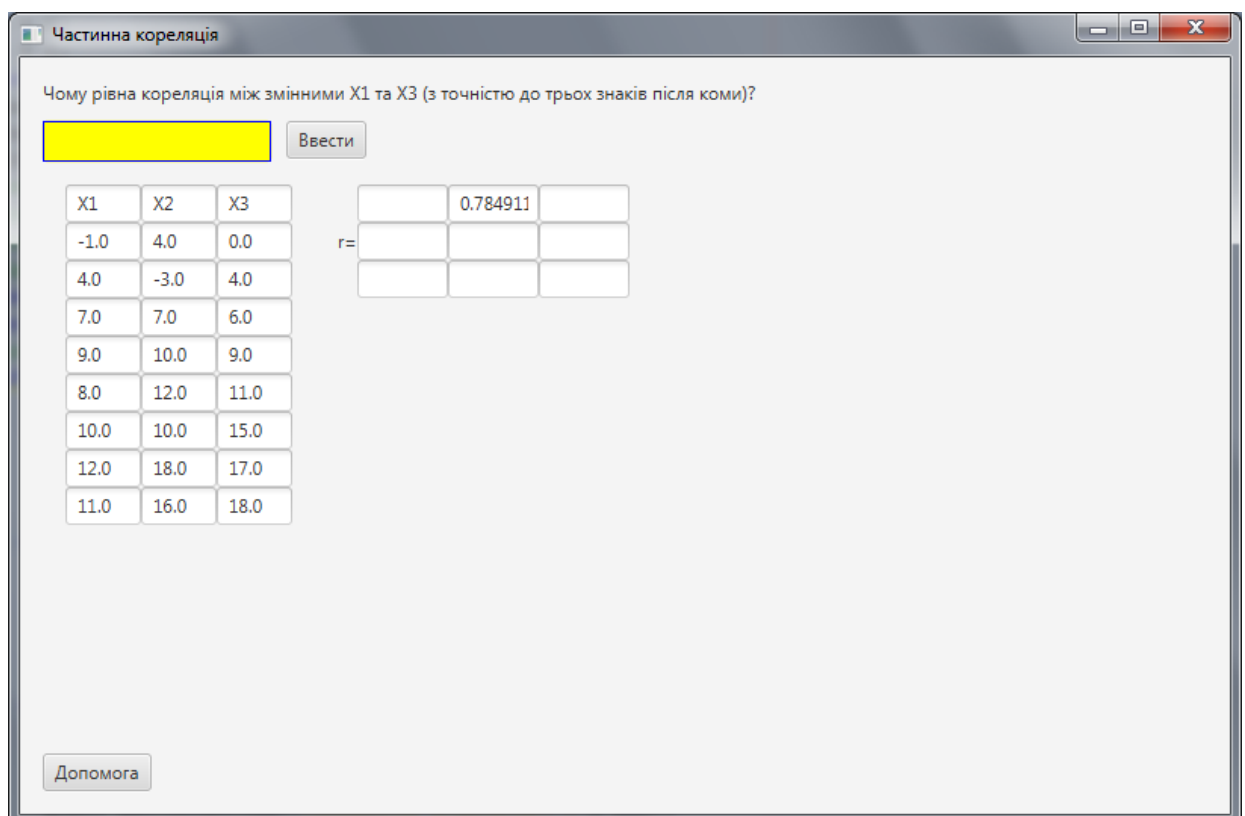 Частинна кореляція
Чому рівна кореляція між змінними X1 та X3 (з точністю до трьох знаків після коми)?
Ввести
X1 X2 X3 0.784911
-1.0 4.0 0.0 r=
4.0 -3.0 4.0
7.0 7.0 6.0
9.0 10.0 9.0
8.0 12.0 11.0
10.0 10.0 15.0
12.0 18.0 17.0
11.0 16.0 18.0
Допомога